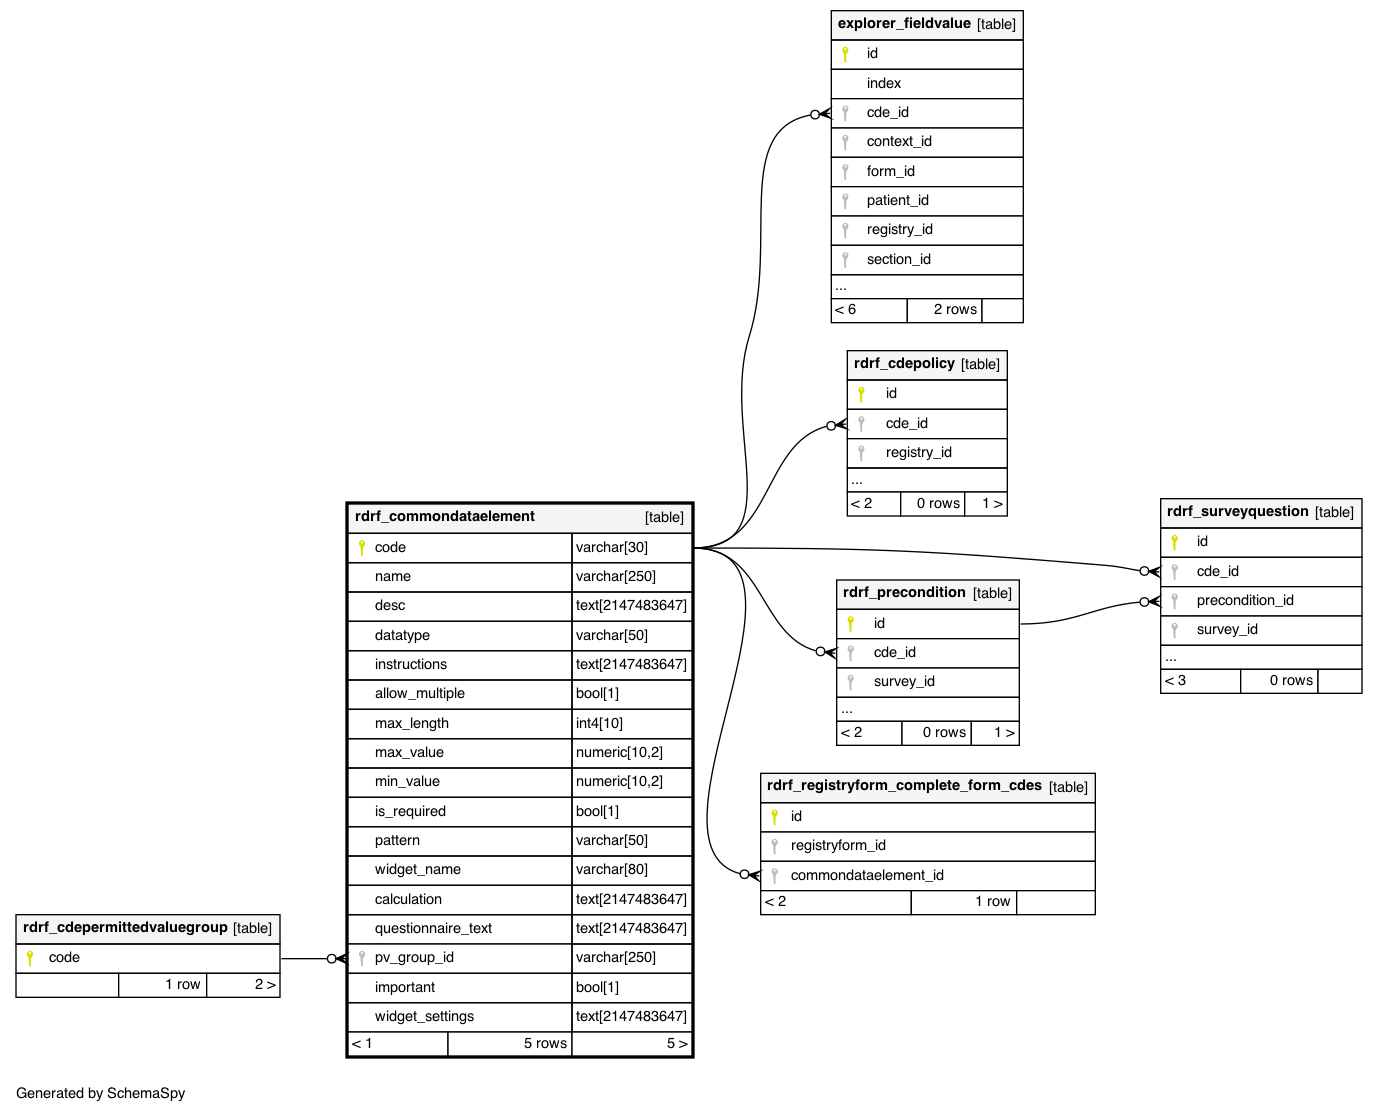 explorer_fieldvalue [table]
id
index
cde_id
context_id
form_id
patient_id
registry_id
section_id
...
< 6 2 rows
rdrf_cdepolicy [table]
id
cde_id
registry_id
...
< 2 0 rows 1 >
rdrf_surveyquestion [table]
id
cde_id
precondition_id
survey_id
...
< 3 0 rows
rdrf_commondataelement [table]
code varchar[30]
name varchar[250]
desc text[2147483647]
datatype varchar[50]
instructions text[2147483647]
allow_multiple bool[1]
max_length int4[10]
max_value numeric[10,2]
min_value numeric[10,2]
is_required bool[1]
pattern varchar[50]
widget_name varchar[80]
calculation text[2147483647]
questionnaire_text text[2147483647]
pv_group_id varchar[250]
important bool[1]
widget_settings text[2147483647]
< 1 5 rows 5 >
rdrf_precondition [table]
id
cde_id
survey_id
...
< 2 0 rows 1 >
rdrf_registryform_complete_form_cdes [table]
id
registryform_id
commondataelement_id
< 2 1 row
rdrf_cdepermittedvaluegroup [table]
code
1 row 2 >
Generated by SchemaSpy